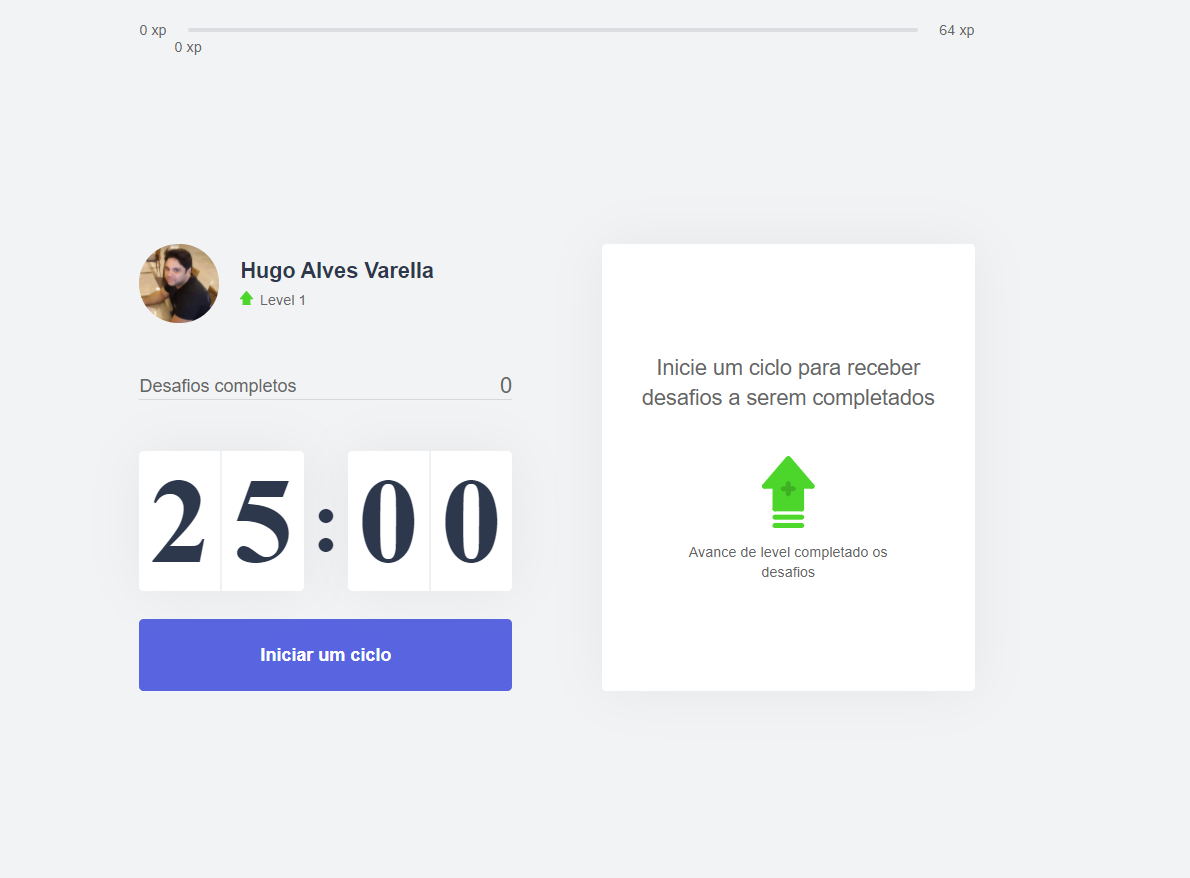 0 xp
64 xp
0 xp
Hugo Alves Varella
Level 1
Desafios completos
0
25:00
Iniciar um ciclo
Inicie um ciclo para receber
desafios a serem completados
Avance de level completado os
desafios